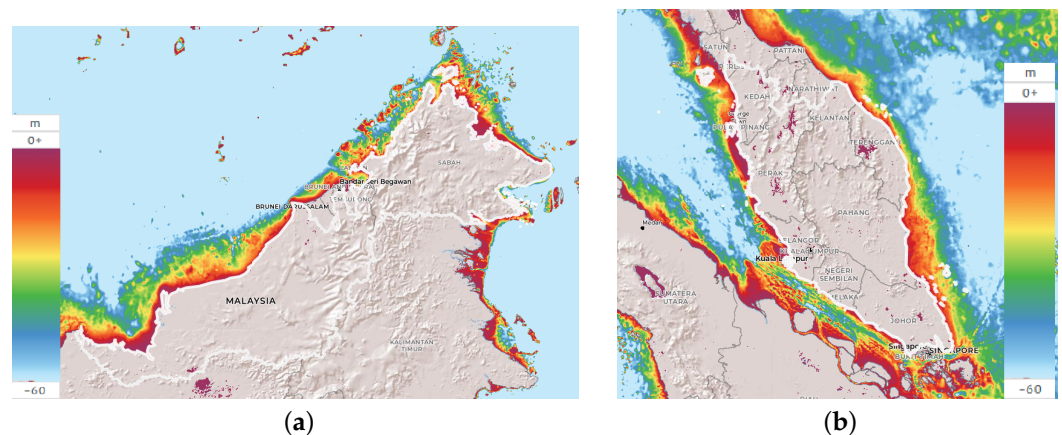 m
0+
-60
SABAH
Bandar Seri Begawan
BRUNEI DARUSSALAM
MALAYSIA
KALIMANTAN
TIMUR
(a)
SATUN
PATTANI
NARATHIWAT
KEDAH
KELANTAN
PINANG
TERENGGANU
PERAK
Medan
PAHANG
SELANGOR
KUALA LUMPUR
Kuala Lumpur
NEGERI
SEMBILAN
MELAKA
SUMATERA
UTARA
JOHOR
SINGAPORE
m
0+
-60
(b)